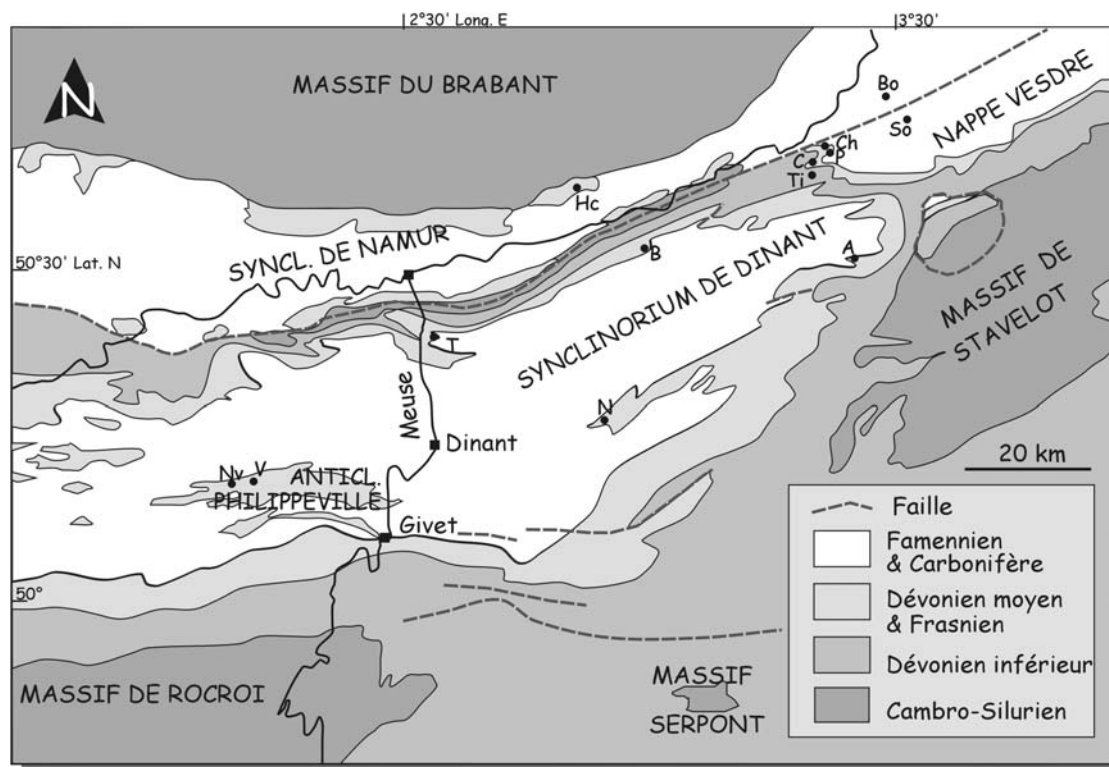 2°30' Long. E
3°30'
N
MASSIF DU BRABANT
Bo
So
NAPPE VESDRE
Ch
P
C
Ti
Hc
SYNCL. DE NAMUR
50°30' Lat. N
B
A
T
SYNCLINORIUM DE DINANT
MASSIF DE
STAVELOT
Meuse
N
Dinant
Nv
V
ANTICL.
PHILIPPEVILLE
20 km
Givet
Faille
Famennien
& Carbonifère
50°
Dévonien moyen
& Frasnien
Dévonien inférieur
Cambro-Silurien
MASSIF DE ROCROI
MASSIF
SERPONT